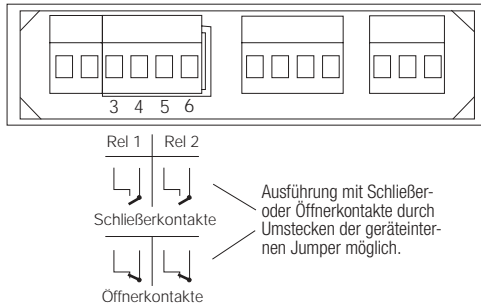 3 4 5 6
Rel 1 Rel 2
Schließerkontakte
Ausführung mit Schließer-
oder Öffnerkontakte durch
Umstecken der geräteinter-
nen Jumper möglich.
Öffnerkontakte